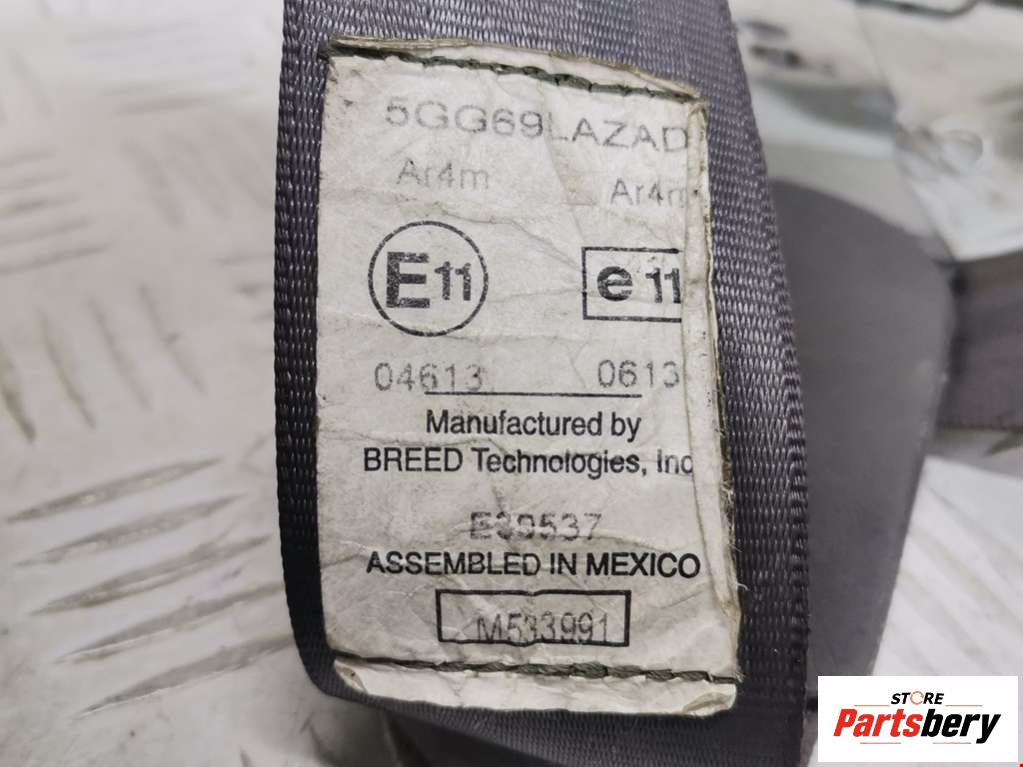 5GG69LAZAD
Ar4m Ar4m
E11 e 11
04613 0613
Manufactured by
BREED Technologies, Inc
E39537
ASSEMBLED IN MEXICO
M533991
STORE
Partsbery